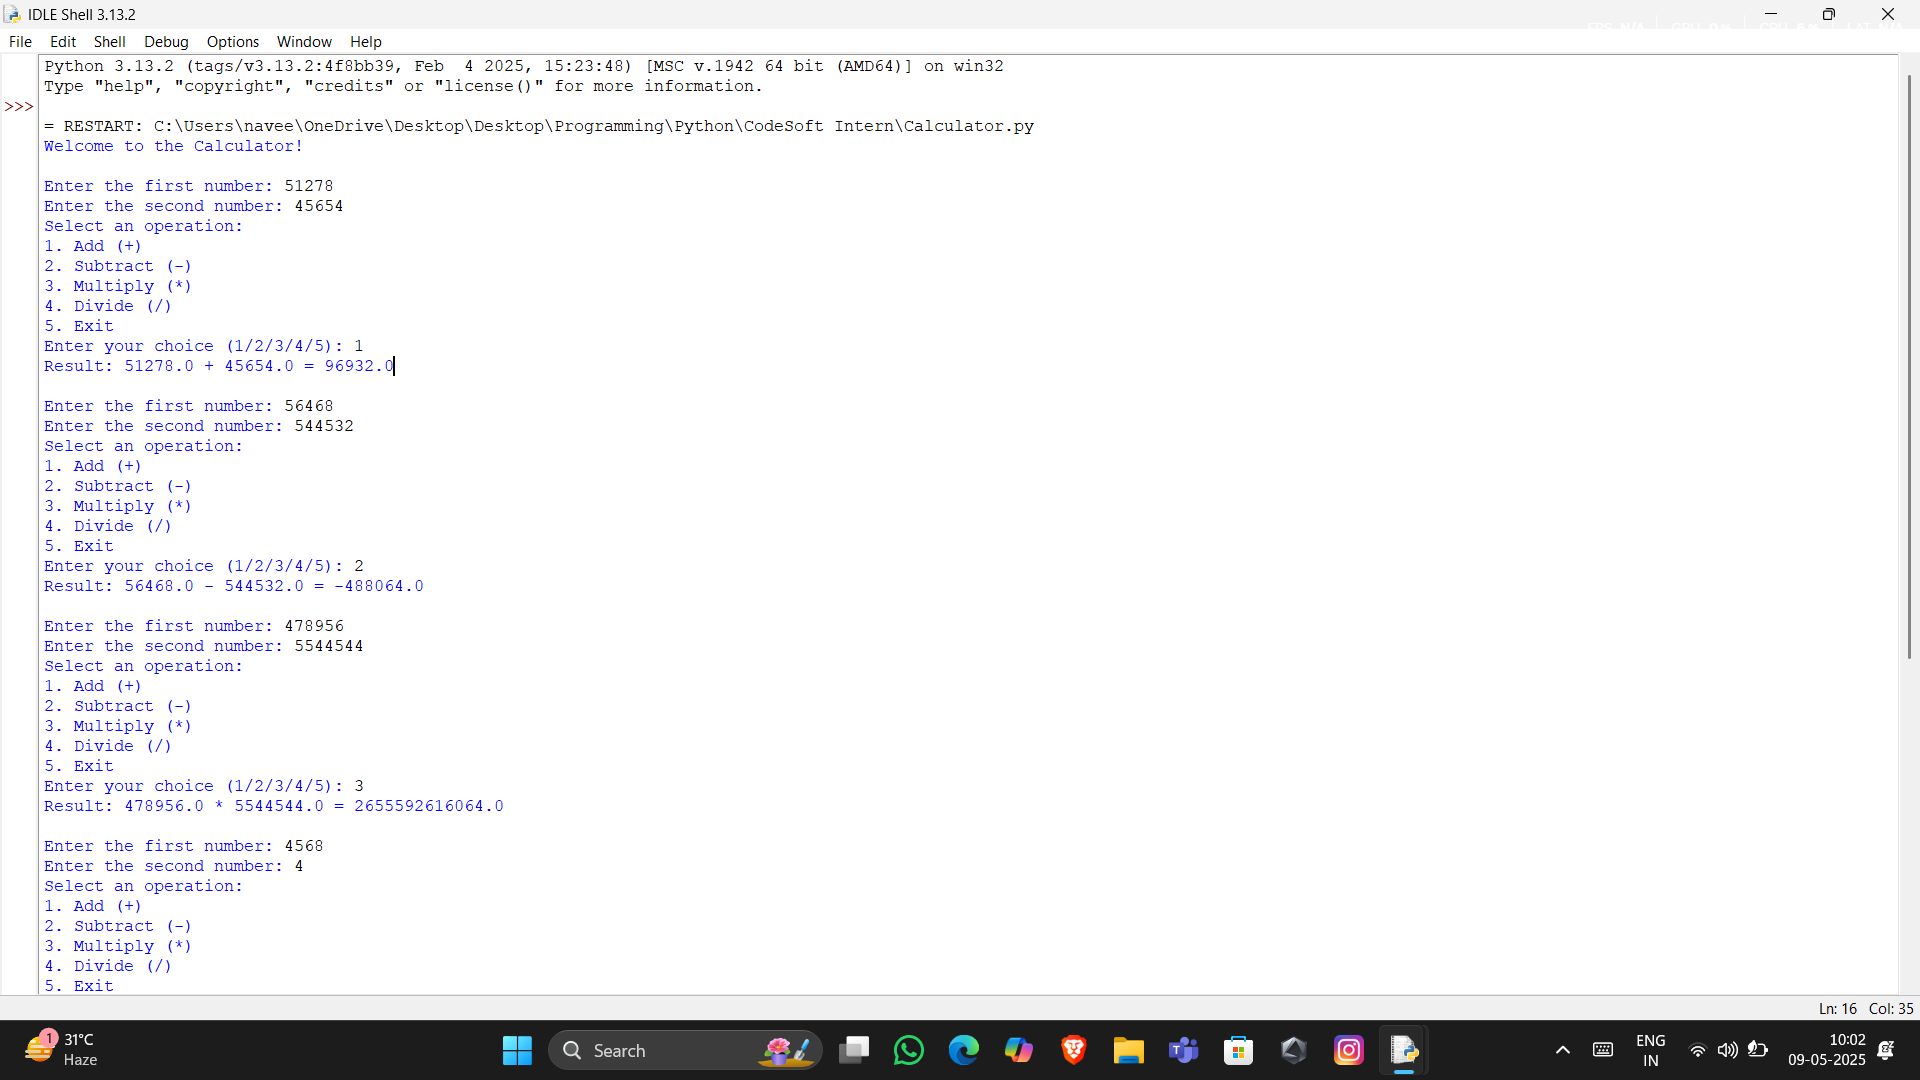 IDLE Shell 3.13.2
File Edit Shell Debug Options Window Help
Python 3.13.2 (tags/v3.13.2:4f8bb39, Feb  4 2025, 15:23:48) [MSC v.1942 64 bit (AMD64)] on win32
Type "help", "copyright", "credits" or "license()" for more information.
>>>
= RESTART: C:\Users\navee\OneDrive\Desktop\Desktop\Programming\Python\CodeSoft Intern\Calculator.py
Welcome to the Calculator!
Enter the first number: 51278
Enter the second number: 45654
Select an operation:
1. Add (+)
2. Subtract (-)
3. Multiply (*)
4. Divide (/)
5. Exit
Enter your choice (1/2/3/4/5): 1
Result: 51278.0 + 45654.0 = 96932.0
Enter the first number: 56468
Enter the second number: 544532
Select an operation:
1. Add (+)
2. Subtract (-)
3. Multiply (*)
4. Divide (/)
5. Exit
Enter your choice (1/2/3/4/5): 2
Result: 56468.0 - 544532.0 = -488064.0
Enter the first number: 478956
Enter the second number: 5544544
Select an operation:
1. Add (+)
2. Subtract (-)
3. Multiply (*)
4. Divide (/)
5. Exit
Enter your choice (1/2/3/4/5): 3
Result: 478956.0 * 5544544.0 = 2655592616064.0
Enter the first number: 4568
Enter the second number: 4
Select an operation:
1. Add (+)
2. Subtract (-)
3. Multiply (*)
4. Divide (/)
5. Exit
Ln: 16 Col: 35
1
31°C
Haze
Search
ENG
IN
10:02
09-05-2025